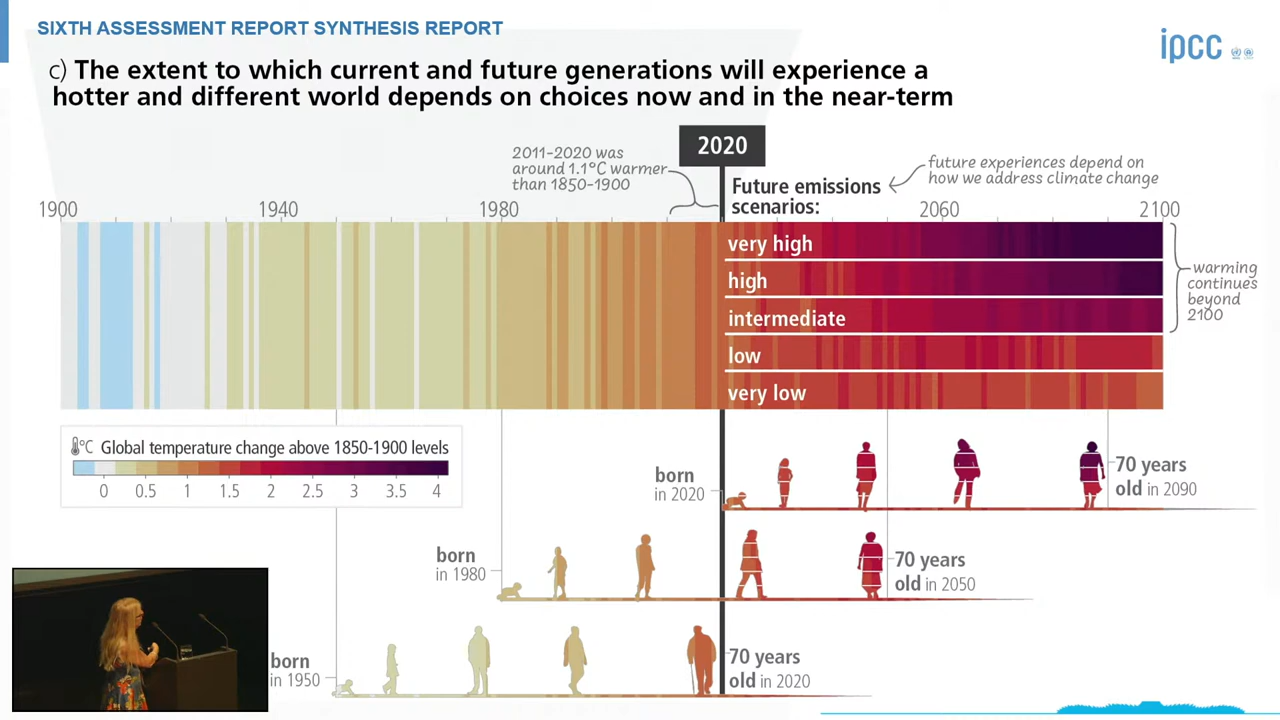 SIXTH ASSESSMENT REPORT SYNTHESIS REPORT
ipcc
c) The extent to which current and future generations will experience a
hotter and different world depends on choices now and in the near-term
2011-2020 was
around 1.1°C warmer
than 1850-1900
2020
future experiences depend on
how we address climate change
Future emissions
scenarios:
1900 1940 1980 2060 2100
very high
high
intermediate
low
very low
warming
continues
beyond
2100
°C Global temperature change above 1850-1900 levels
0 0.5 1 1.5 2 2.5 3 3.5 4
born
in 2020
70 years
old in 2090
born
in 1980
70 years
old in 2050
born
in 1950
70 years
old in 2020